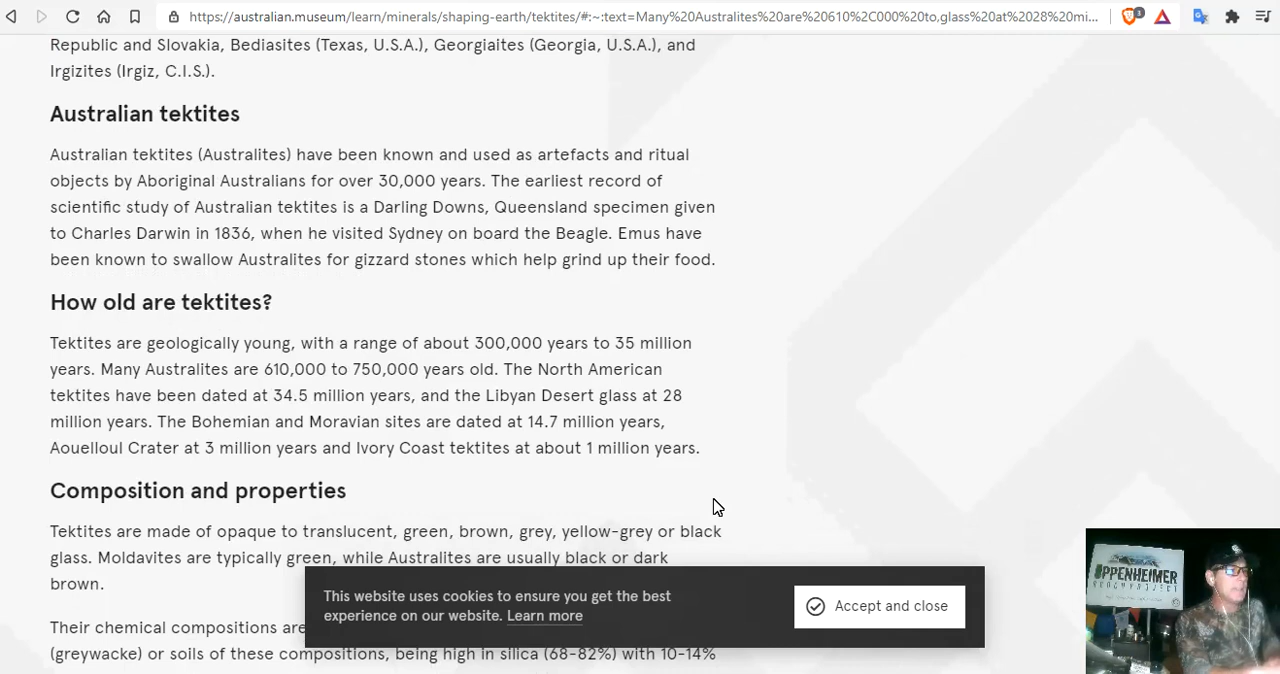 https://australian.museum/learn/minerals/shaping-earth/tektites/#:~:text=Many%20Australites%20are%20610%2C000%20to,glass%20at%2028%20mi...
3
Republic and Slovakia, Bediasites (Texas, U.S.A.), Georgiaites (Georgia, U.S.A.), and
Irgizites (Irgiz, C.I.S.).
Australian tektites
Australian tektites (Australites) have been known and used as artefacts and ritual
objects by Aboriginal Australians for over 30,000 years. The earliest record of
scientific study of Australian tektites is a Darling Downs, Queensland specimen given
to Charles Darwin in 1836, when he visited Sydney on board the Beagle. Emus have
been known to swallow Australites for gizzard stones which help grind up their food.
How old are tektites?
Tektites are geologically young, with a range of about 300,000 years to 35 million
years. Many Australites are 610,000 to 750,000 years old. The North American
tektites have been dated at 34.5 million years, and the Libyan Desert glass at 28
million years. The Bohemian and Moravian sites are dated at 14.7 million years,
Aouelloul Crater at 3 million years and Ivory Coast tektites at about 1 million years.
Composition and properties
Tektites are made of opaque to translucent, green, brown, grey, yellow-grey or black
glass. Moldavites are typically green, while Australites are usually black or dark
brown.
Their chemical compositions are
(greywacke) or soils of these compositions, being high in silica (68-82%) with 10-14%
This website uses cookies to ensure you get the best
experience on our website. Learn more
Accept and close
OPPENHEIMER